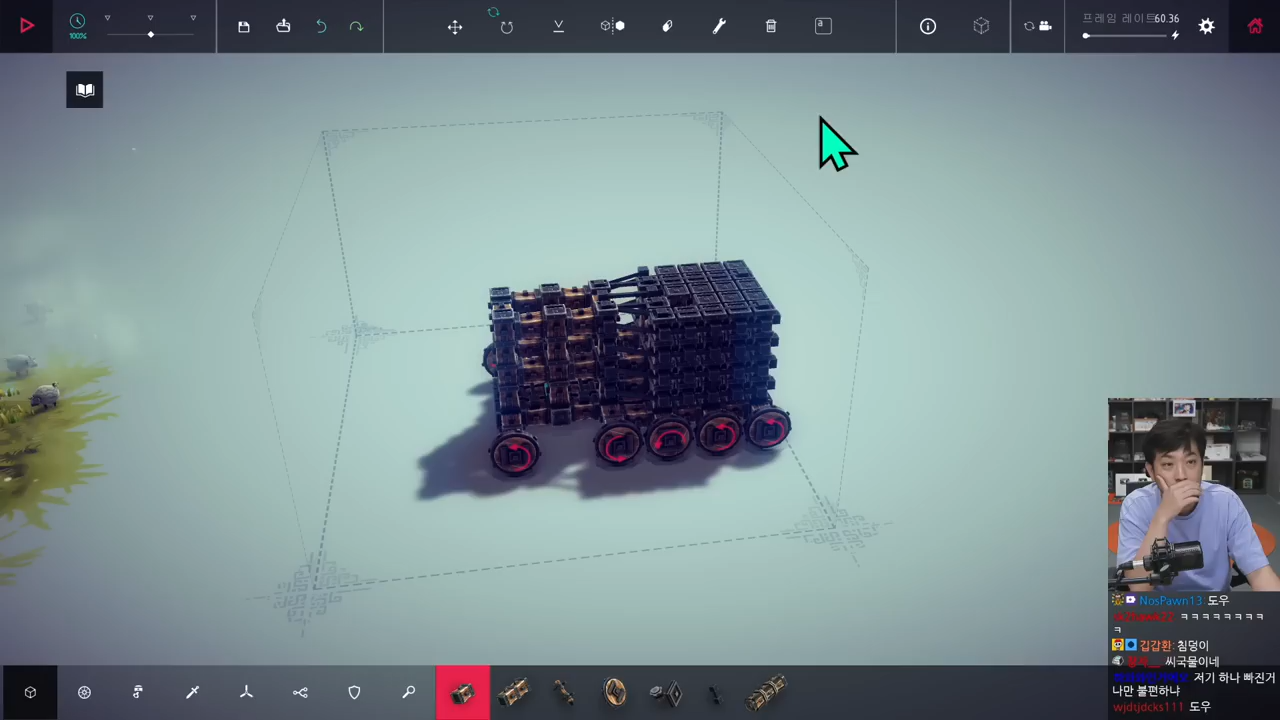 100%
a
프레임 레이트 60.36
NosPawn13 도우
ㅋㅋㅋㅋㅋㅋㅋㅋ
ㅋ
김갑환: 침덩이
씨국물이네
저기 하나 빠진거
나만 불편하냐
wjdtjdcks111 도우